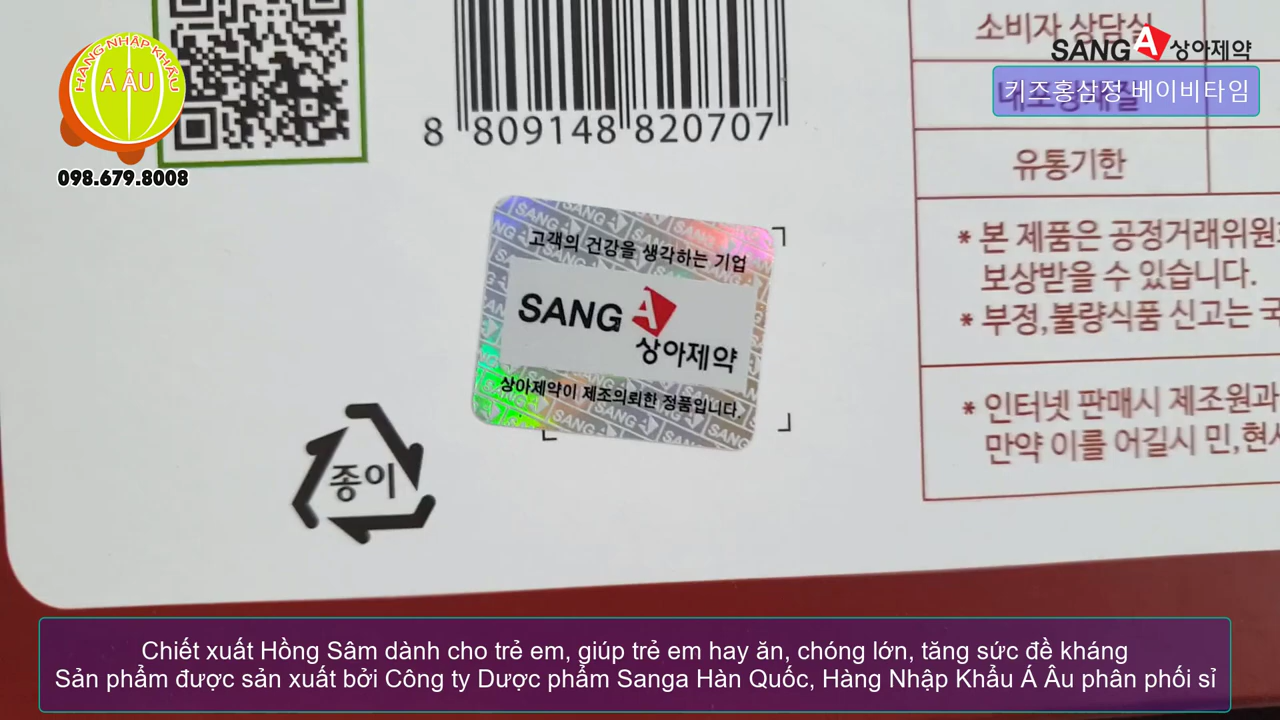 HÀNG NHẬP KHẨU
Á ÂU
098.679.8008
8 809148 820707
소비자 상담실
SANGA 상아제약
키즈홍삼정 베이비타임
유통기한
* 본 제품은 공정거래위원
보상받을 수 있습니다.
* 부정,불량식품 신고는 국
* 인터넷 판매시 제조원과
만약 이를 어길시 민,현사
고객의 건강을 생각하는 기업
SANGA
상아제약
상아제약이 제조의뢰한 정품입니다.
종이
Chiết xuất Hồng Sâm dành cho trẻ em, giúp trẻ em hay ăn, chóng lớn, tăng sức đề kháng
Sản phẩm được sản xuất bởi Công ty Dược phẩm Sanga Hàn Quốc, Hàng Nhập Khẩu Á Âu phân phối sỉ